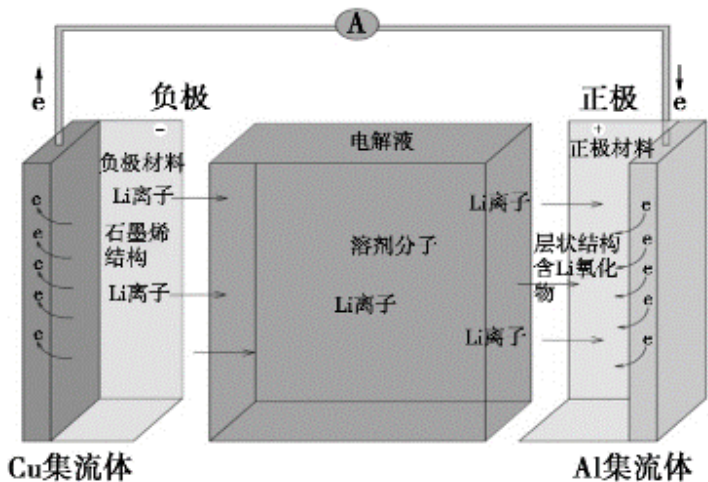 A
e
负极
正极
e
-
+
电解液
负极材料
正极材料
Li离子
Li离子
e
e
e
e
e
石墨烯
结构
溶剂分子
层状结构
含Li氧化
物
e
e
e
e
e
Li离子
Li离子
Li离子
Cu集流体
Al集流体